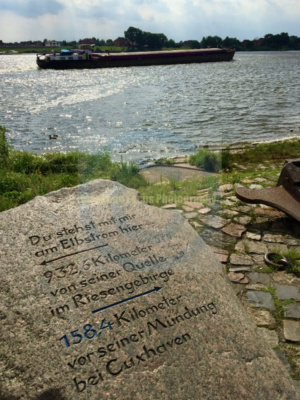 Du stehst mit mir
am Elbstrom hier
932,5 Kilometer
von seiner Quelle
im Riesengebirge
158,4 Kilometer
vor seiner Mündung
bei Cuxhaven